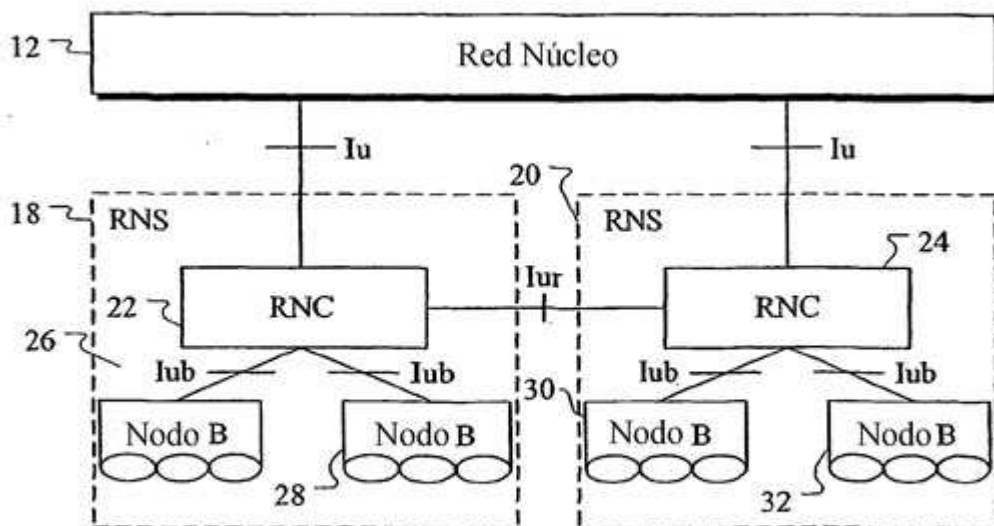 12
Red Núcleo
Iu
Iu
18
RNS
20
RNS
24
22
RNC
Iur
RNC
26
Iub
Iub
30
Iub
Iub
Nodo B
Nodo B
Nodo B
Nodo B
28
32